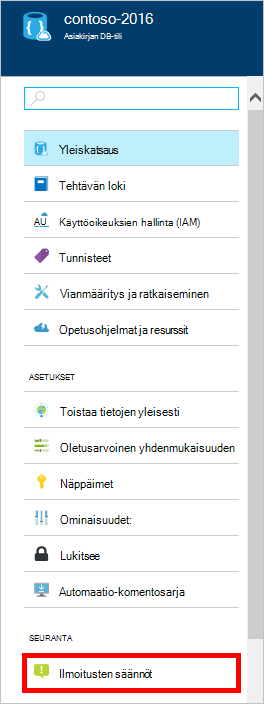 contoso-2016
Asiakirjan DB-tili
Yleiskatsaus
Tehtävän loki
Käyttöoikeuksien hallinta (IAM)
Tunnisteet
Vianmääritys ja ratkaiseminen
Opetusohjelmat ja resurssit
ASETUKSET
Toistaa tietojen yleisesti
Oletusarvoinen yhdenmukaisuuden
Näppäimet
Ominaisuudet:
Lukitsee
Automaatio-komentosarja
SEURANTA
Ilmoitusten säännöt